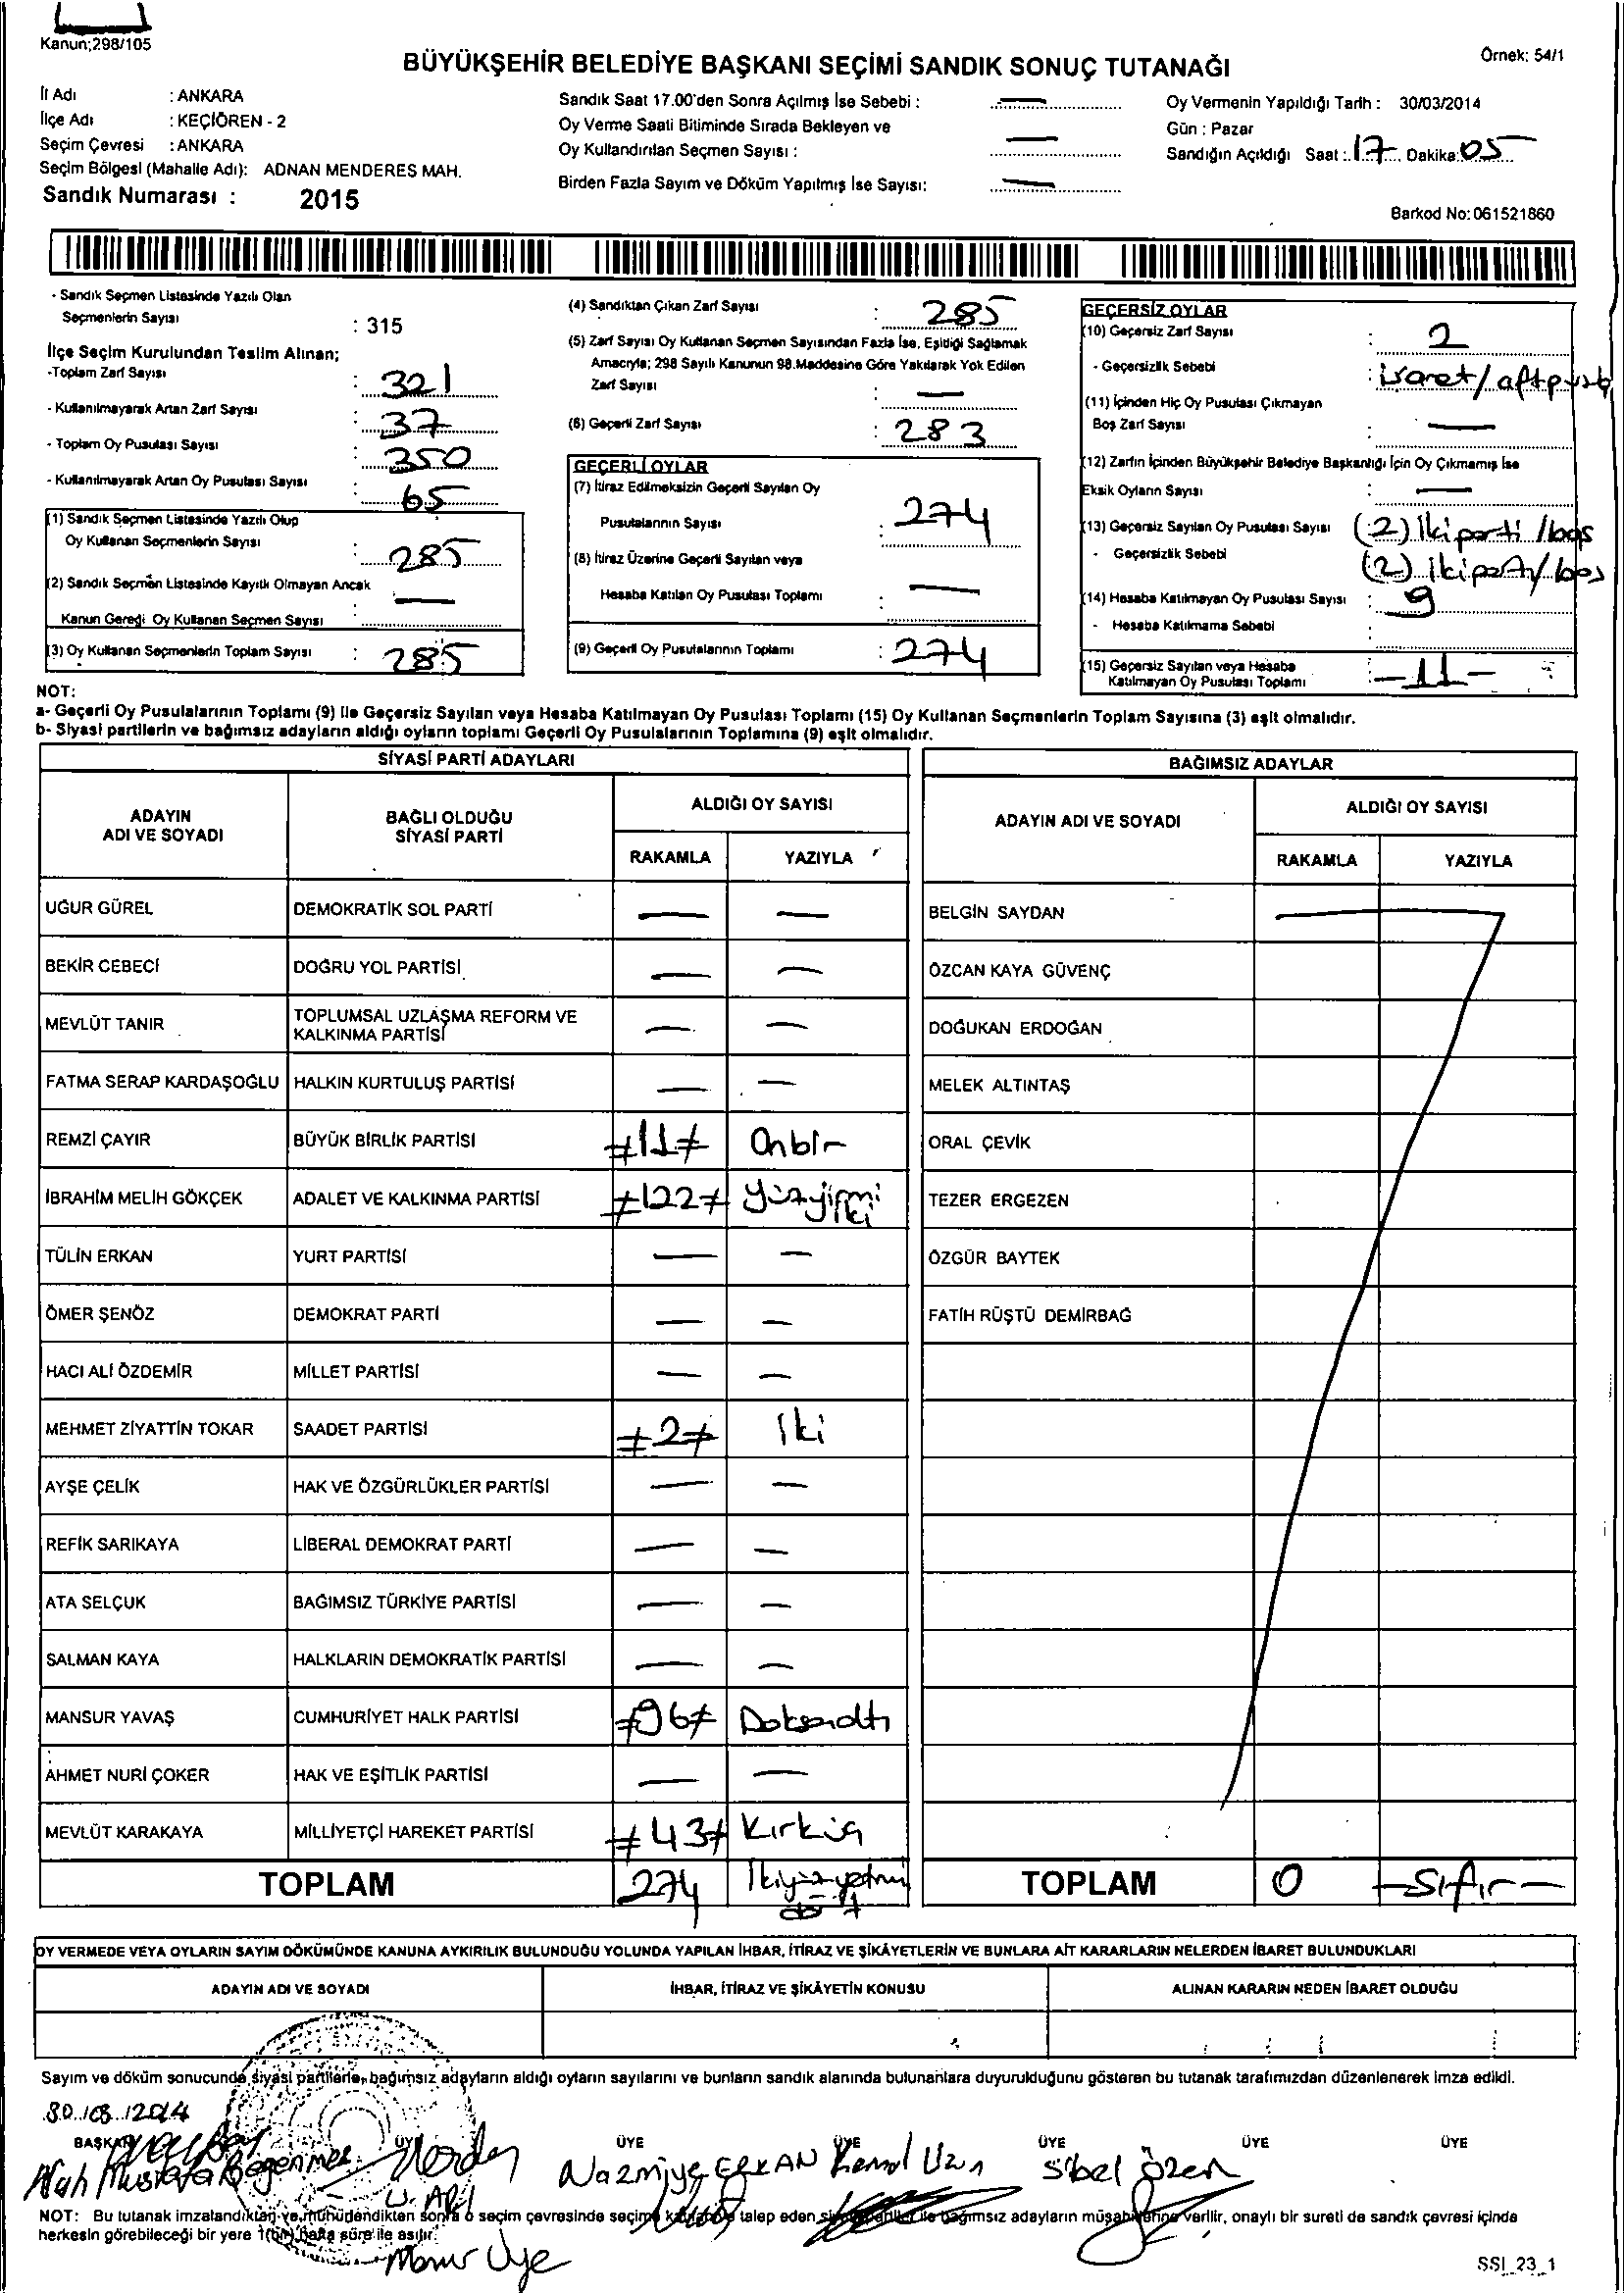 Kanun;298/105
Örnek: 54/1
BÜYÜKŞEHİR BELEDİYE BAŞKANI SEÇİMİ SANDIK SONUÇ TUTANAĞI
İl Adı : ANKARA
İlçe Adı : KEÇİÖREN - 2
Seçim Çevresi : ANKARA
Seçim Bölgesi (Mahalle Adı): ADNAN MENDERES MAH.
Sandık Numarası : 2015
Sandık Saat 17.00'den Sonra Açılmış İse Sebebi : —
Oy Verme Saati Bitiminde Sırada Bekleyen ve
Oy Kullandırılan Seçmen Sayısı : —
Birden Fazla Sayım ve Döküm Yapılmış İse Sayısı: —
Oy Vermenin Yapıldığı Tarih : 30/03/2014
Gün : Pazar
Sandığın Açıldığı Saat : 17 Dakika: 05
Barkod No: 061521860
- Sandık Seçmen Listesinde Yazılı Olan
Seçmenlerin Sayısı : 315
İlçe Seçim Kurulundan Teslim Alınan;
-Toplam Zarf Sayısı : 321
- Kullanılmayarak Artan Zarf Sayısı : 37
- Toplam Oy Pusulası Sayısı : 350
- Kullanılmayarak Artan Oy Pusulası Sayısı : 65
(1) Sandık Seçmen Listesinde Yazılı Olup
Oy Kullanan Seçmenlerin Sayısı : 285
(2) Sandık Seçmen Listesinde Kayıtlı Olmayan Ancak
Kanun Gereği Oy Kullanan Seçmen Sayısı : —
(3) Oy Kullanan Seçmenlerin Toplam Sayısı : 285
(4) Sandıktan Çıkan Zarf Sayısı : 285
(5) Zarf Sayısı Oy Kullanan Seçmen Sayısından Fazla İse, Eşitliği Sağlamak
Amacıyla; 298 Sayılı Kanunun 98.Maddesine Göre Yakılarak Yok Edilen
Zarf Sayısı : —
(6) Geçerli Zarf Sayısı : 283
GEÇERLİ OYLAR
(7) İtiraz Edilmeksizin Geçerli Sayılan Oy
Pusulalarının Sayısı : 274
(8) İtiraz Üzerine Geçerli Sayılan veya
Hesaba Katılan Oy Pusulası Toplamı : —
(9) Geçerli Oy Pusulalarının Toplamı : 274
GEÇERSİZ OYLAR
(10) Geçersiz Zarf Sayısı : 2
- Geçersizlik Sebebi : işaret/
(11) İçinden Hiç Oy Pusulası Çıkmayan
Boş Zarf Sayısı : —
(12) Zarfın İçinden Büyükşehir Belediye Başkanlığı İçin Oy Çıkmamış İse
Eksik Oyların Sayısı : —
(13) Geçersiz Sayılan Oy Pusulası Sayısı (2) İki parti /boş
- Geçersizlik Sebebi (2) iki parti/ boş
(14) Hesaba Katılmayan Oy Pusulası Sayısı : 9
- Hesaba Katılmama Sebebi :
(15) Geçersiz Sayılan veya Hesaba
Katılmayan Oy Pusulası Toplamı : -11-
NOT:
a- Geçerli Oy Pusulalarının Toplamı (9) ile Geçersiz Sayılan veya Hesaba Katılmayan Oy Pusulası Toplamı (15) Oy Kullanan Seçmenlerin Toplam Sayısına (3) eşit olmalıdır.
b- Siyasi partilerin ve bağımsız adayların aldığı oyların toplamı Geçerli Oy Pusulalarının Toplamına (9) eşit olmalıdır.
SİYASİ PARTİ ADAYLARI
ADAYIN ADI VE SOYADI
BAĞLI OLDUĞU SİYASİ PARTİ
ALDIĞI OY SAYISI
RAKAMLA YAZIYLA
UĞUR GÜREL DEMOKRATİK SOL PARTİ — —
BEKİR CEBECİ DOĞRU YOL PARTİSİ — —
MEVLÜT TANIR TOPLUMSAL UZLAŞMA REFORM VE KALKINMA PARTİSİ — —
FATMA SERAP KARDAŞOĞLU HALKIN KURTULUŞ PARTİSİ — —
REMZİ ÇAYIR BÜYÜK BİRLİK PARTİSİ ≠11≠ Onbir
İBRAHİM MELİH GÖKÇEK ADALET VE KALKINMA PARTİSİ ≠122≠ yüzyirmi iki
TÜLİN ERKAN YURT PARTİSİ — —
ÖMER ŞENÖZ DEMOKRAT PARTİ — —
HACI ALİ ÖZDEMİR MİLLET PARTİSİ — —
MEHMET ZİYATTİN TOKAR SAADET PARTİSİ ≠2≠ İki
AYŞE ÇELİK HAK VE ÖZGÜRLÜKLER PARTİSİ — —
REFİK SARIKAYA LİBERAL DEMOKRAT PARTİ — —
ATA SELÇUK BAĞIMSIZ TÜRKİYE PARTİSİ — —
SALMAN KAYA HALKLARIN DEMOKRATİK PARTİSİ — —
MANSUR YAVAŞ CUMHURİYET HALK PARTİSİ ≠96≠ Doksanaltı
AHMET NURİ ÇOKER HAK VE EŞİTLİK PARTİSİ — —
MEVLÜT KARAKAYA MİLLİYETÇİ HAREKET PARTİSİ ≠43≠ Kırküç
TOPLAM 274 İkiyüzyetmiş dört
BAĞIMSIZ ADAYLAR
ADAYIN ADI VE SOYADI
ALDIĞI OY SAYISI
RAKAMLA YAZIYLA
BELGİN SAYDAN
ÖZCAN KAYA GÜVENÇ
DOĞUKAN ERDOĞAN
MELEK ALTINTAŞ
ORAL ÇEVİK
TEZER ERGEZEN
ÖZGÜR BAYTEK
FATİH RÜŞTÜ DEMİRBAĞ
TOPLAM 0 -Sıfır-
OY VERMEDE VEYA OYLARIN SAYIM DÖKÜMÜNDE KANUNA AYKIRILIK BULUNDUĞU YOLUNDA YAPILAN İHBAR, İTİRAZ VE ŞİKÂYETLERİN VE BUNLARA AİT KARARLARIN NELERDEN İBARET BULUNDUKLARI
ADAYIN ADI VE SOYADI İHBAR, İTİRAZ VE ŞİKÂYETİN KONUSU ALINAN KARARIN NEDEN İBARET OLDUĞU
Sayım ve döküm sonucunda siyasi partilerle, bağımsız adayların aldığı oyların sayılarını ve bunların sandık alanında bulunanlara duyurulduğunu gösteren bu tutanak tarafımızdan düzenlenerek imza edildi.
30/03/2014
BAŞKAN ÜYE ÜYE ÜYE ÜYE ÜYE ÜYE
Mustafa Nazmiye ERKAN Kemal Uzun Sibel Özen
NOT: Bu tutanak imzalandıktan ve mühürlendikten sonra o seçim çevresinde seçime katılan ve talep eden siyasi partiler ile bağımsız adayların müşahitlerine verilir, onaylı bir sureti de sandık çevresi içinde
herkesin görebileceği bir yere 1(bir) hafta süre ile asılır.
Memur Üye
SSI_23_1